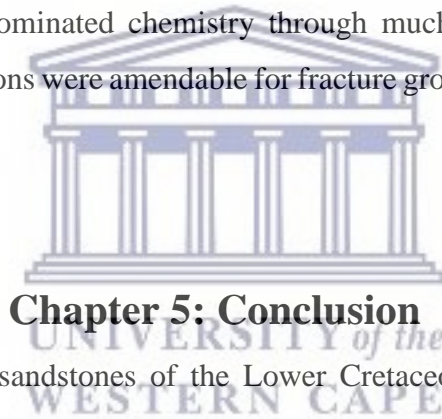 ominated chemistry through much
ons were amendable for fracture gro
Chapter 5: Conclusion
UNIVERSITY of the
sandstones of the Lower Cretaceo
WESTERN CAPE